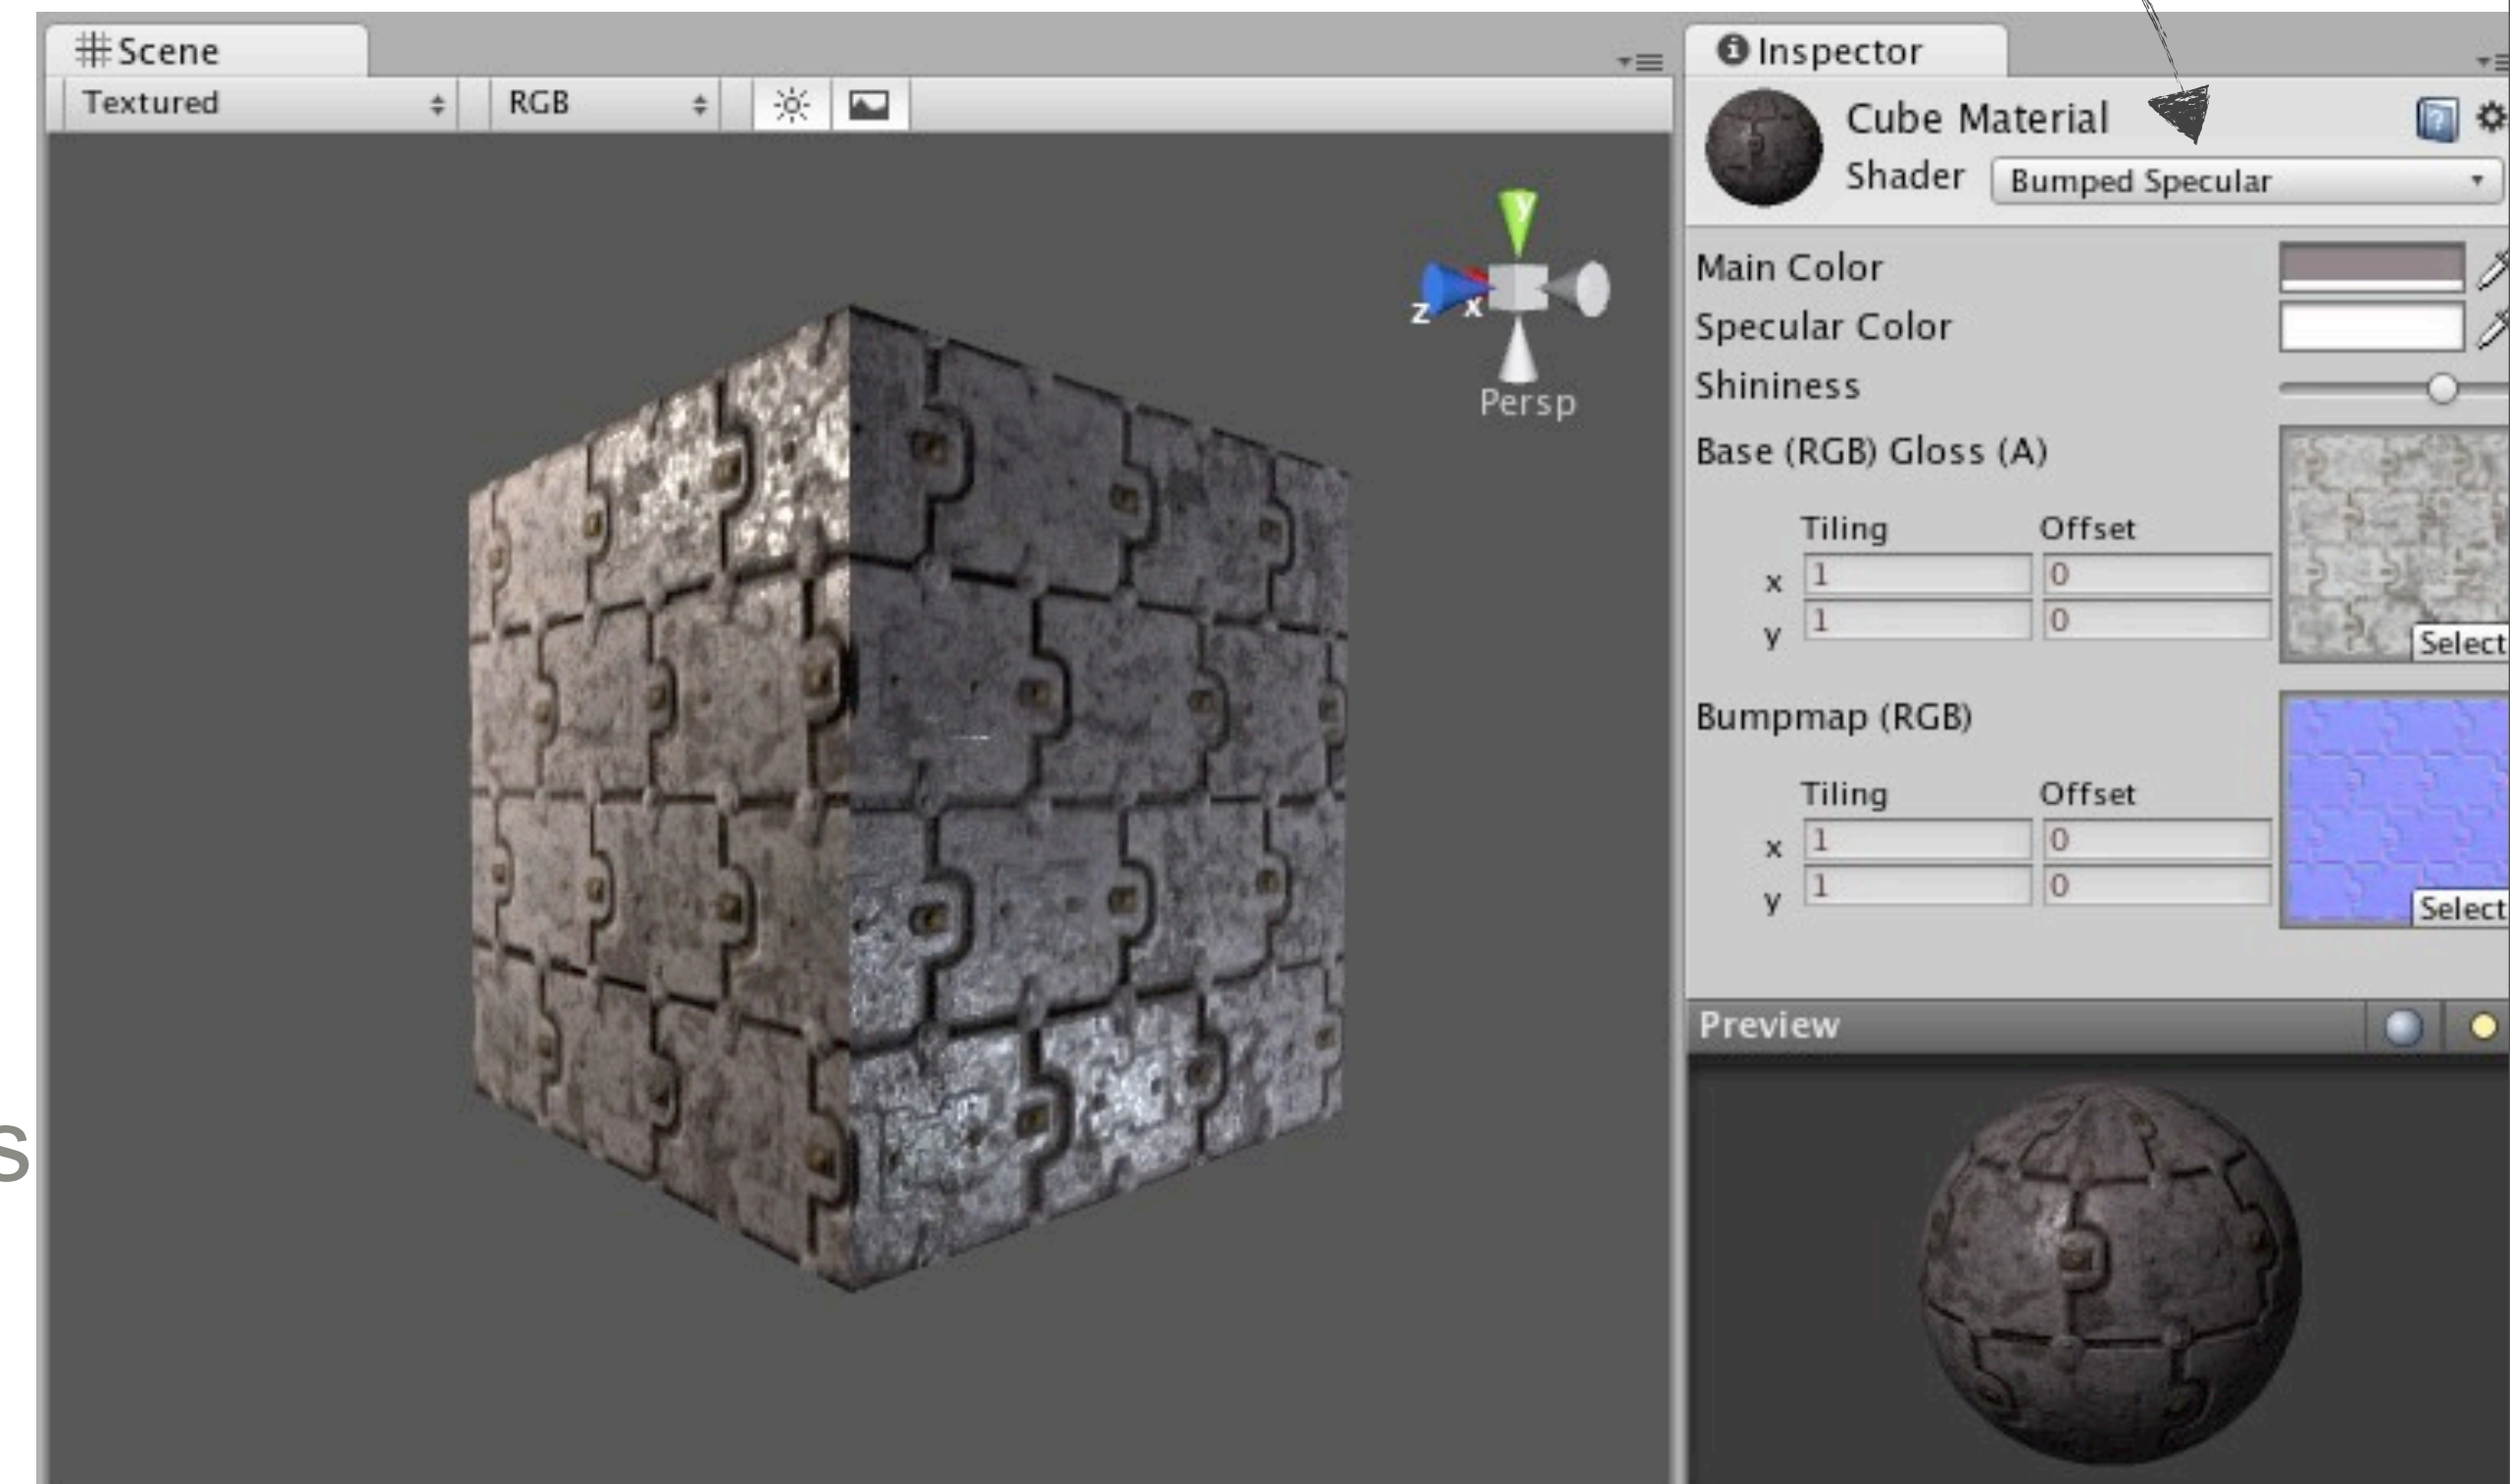 Scene
Textured
RGB
y
z
x
Persp
s
Inspector
Cube Material
Shader
Bumped Specular
Main Color
Specular Color
Shininess
Base (RGB) Gloss (A)
Tiling Offset
x 1 0
y 1 0
Select
Bumpmap (RGB)
Tiling Offset
x 1 0
y 1 0
Select
Preview